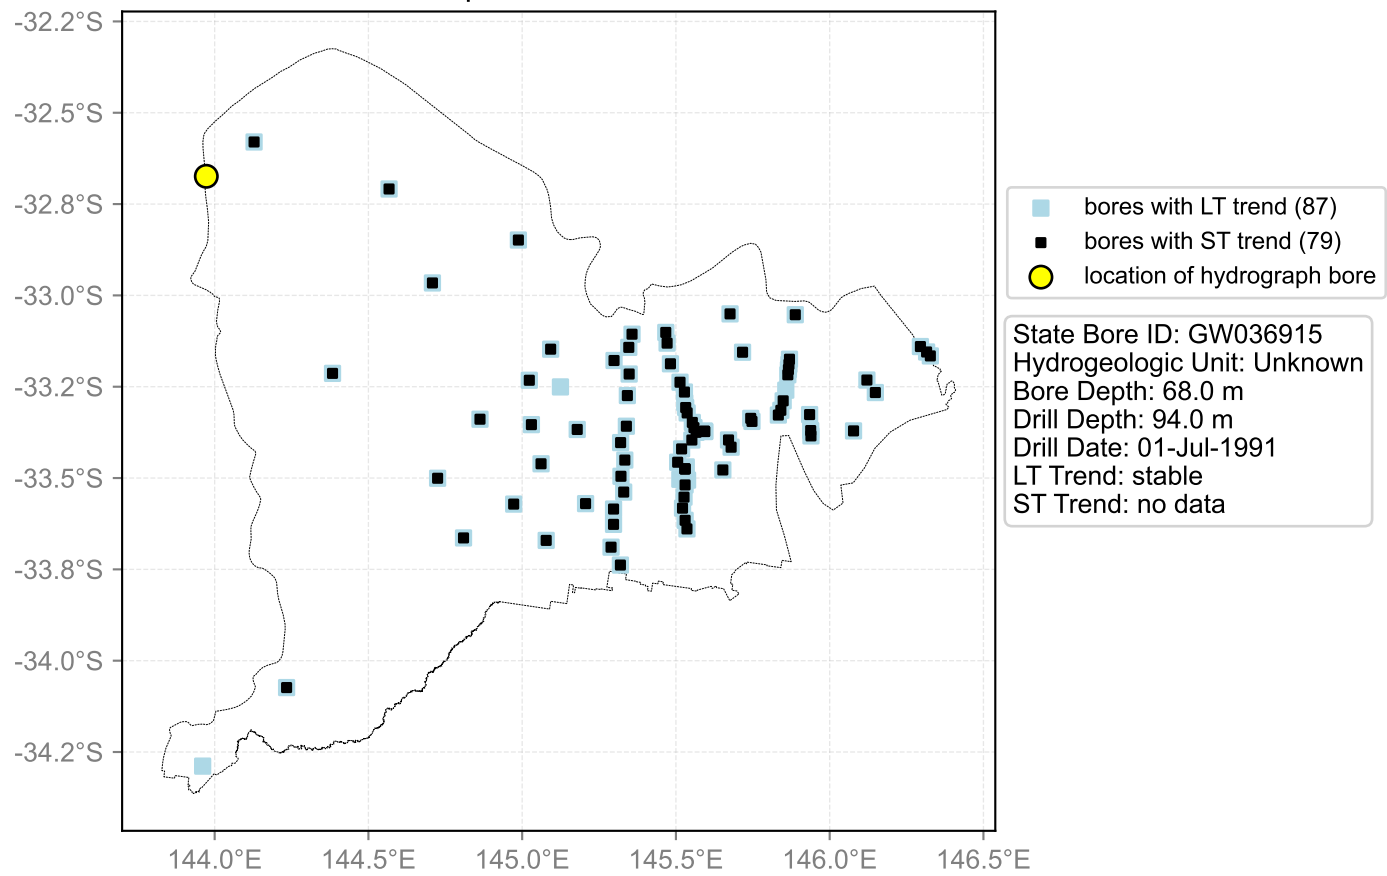 -32.2°S
-32.5°S
-32.8°S
-33.0°S
-33.2°S
-33.5°S
-33.8°S
-34.0°S
-34.2°S
144.0°E
144.5°E
145.0°E
145.5°E
146.0°E
146.5°E
bores with LT trend (87)
bores with ST trend (79)
location of hydrograph bore
State Bore ID: GW036915
Hydrogeologic Unit: Unknown
Bore Depth: 68.0 m
Drill Depth: 94.0 m
Drill Date: 01-Jul-1991
LT Trend: stable
ST Trend: no data